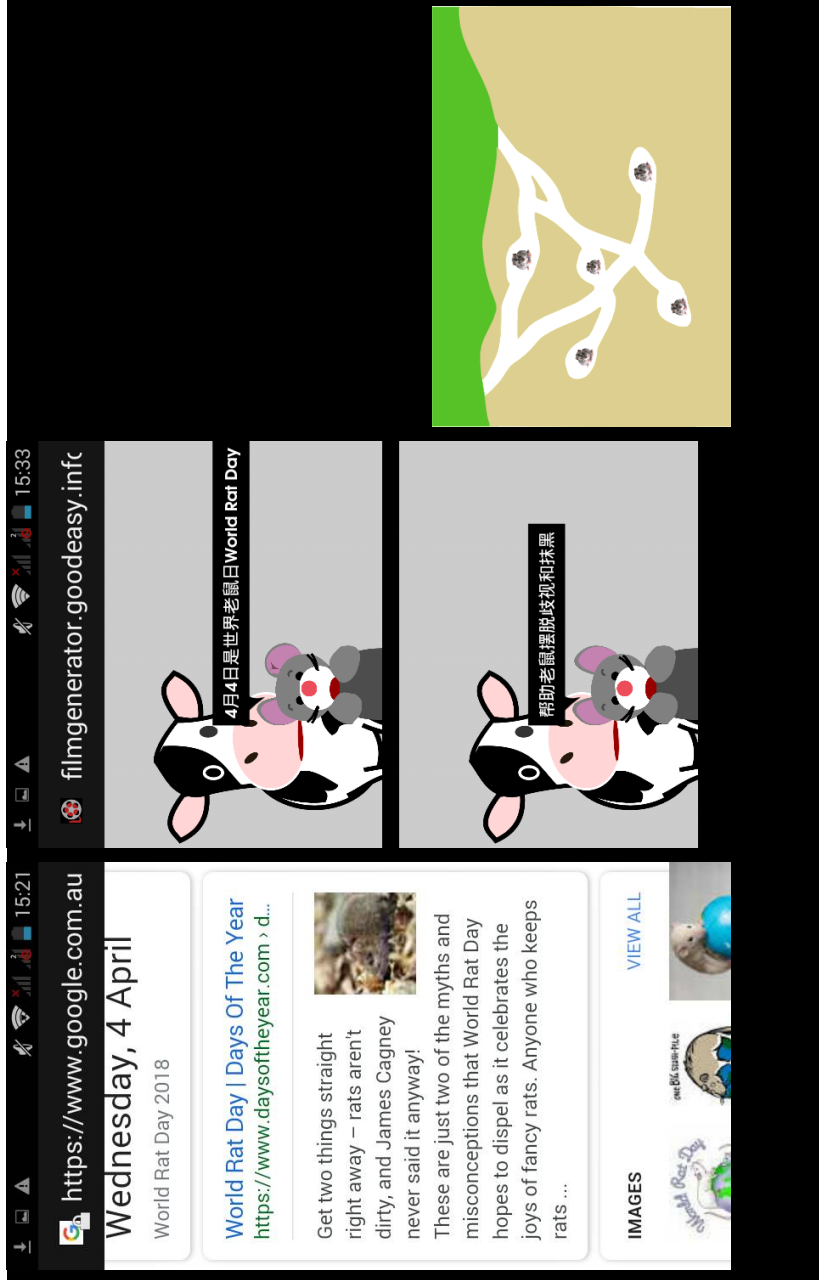 15:21
https://www.google.com.au
Wednesday, 4 April
World Rat Day 2018
World Rat Day | Days Of The Year
https://www.daysoftheyear.com › d...
Get two things straight
right away – rats aren't
dirty, and James Cagney
never said it anyway!
These are just two of the myths and
misconceptions that World Rat Day
hopes to dispel as it celebrates the
joys of fancy rats. Anyone who keeps
rats ...
IMAGES
VIEW ALL
World Rat Day
ONE BIG
15:33
filmgenerator.goodeasy.info
4月4日是世界老鼠日World Rat Day
帮助老鼠摆脱歧视和抹黑